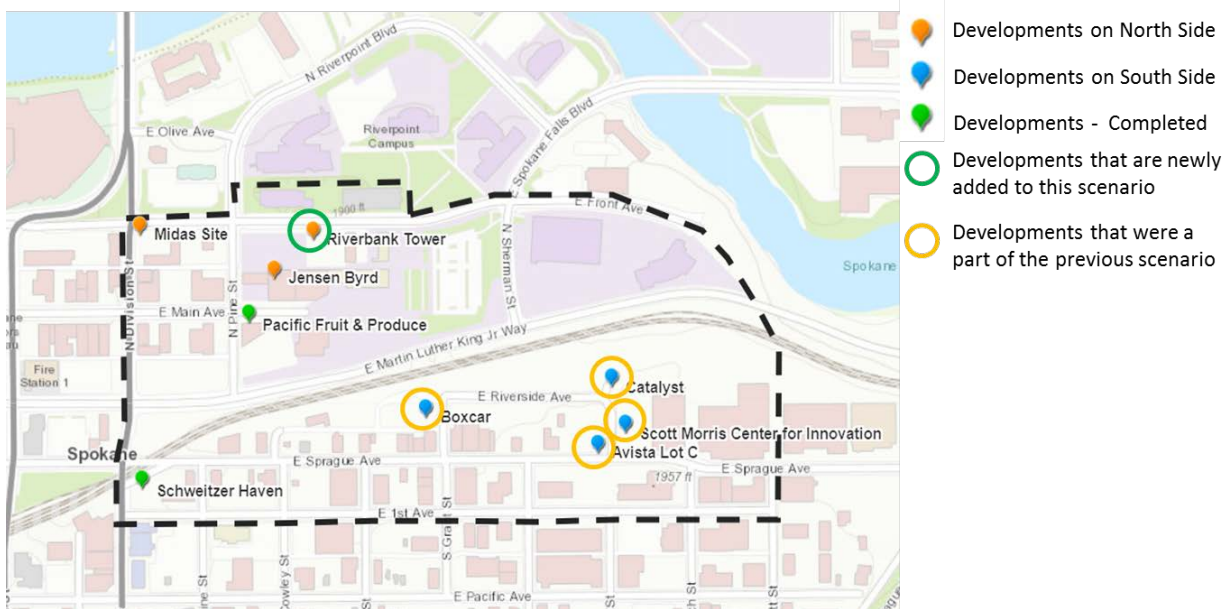 N Riverpoint Blvd
E Olive Ave
Riverpoint
Campus
E Spokane Falls Blvd
1900 ft
E Front Ave
Midas Site
Riverbank Tower
N Sherman St
Spokane
N Division St
Jensen Byrd
N Pine St
E Main Ave
Pacific Fruit & Produce
E Martin Luther King Jr Way
Fire
Station 1
Catalyst
E Riverside Ave
Boxcar
Scott Morris Center for Innovation
Avista Lot C
Spokane
E Sprague Ave
E Sprague Ave
1957 ft
Schweitzer Haven
E 1st Ave
S Grant St
E Pacific Ave
St
St
St
Developments on North Side
Developments on South Side
Developments - Completed
Developments that are newly
added to this scenario
Developments that were a
part of the previous scenario